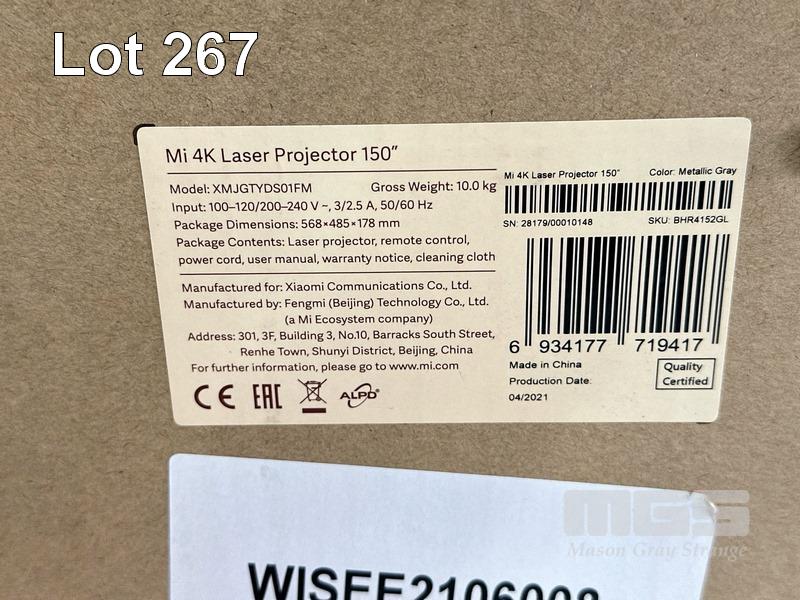 Lot 267
Mi 4K Laser Projector 150"
Model: XMJGTYDS01FM Gross Weight: 10.0 kg
Input: 100–120/200–240 V ~, 3/2.5 A, 50/60 Hz
Package Dimensions: 568×485×178 mm
Package Contents: Laser projector, remote control,
power cord, user manual, warranty notice, cleaning cloth
Manufactured for: Xiaomi Communications Co., Ltd.
Manufactured by: Fengmi (Beijing) Technology Co., Ltd.
(a Mi Ecosystem company)
Address: 301, 3F, Building 3, No.10, Barracks South Street,
Renhe Town, Shunyi District, Beijing, China
For further information, please go to www.mi.com
CE EAC ALPD®
Mi 4K Laser Projector 150" Color: Metallic Gray
SN: 28179/00010148 SKU: BHR4152GL
6 934177 719417
Made in China
Production Date:
04/2021
Quality
Certified
MGS
Mason Gray Strange